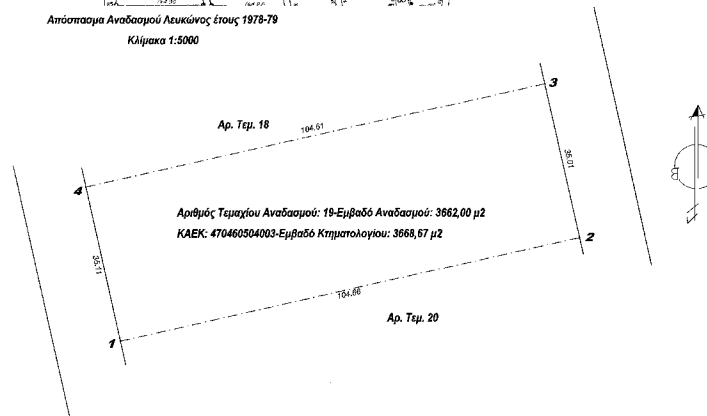 Απόσπασμα Αναδασμού Λευκώνος έτους 1978-79
Κλίμακα 1:5000
3
Αρ. Τεμ. 18
104.61
35.01
4
Αριθμός Τεμαχίου Αναδασμού: 19-Εμβαδό Αναδασμού: 3662,00 μ2
ΚΑΕΚ: 470460504003-Εμβαδό Κτηματολογίου: 3668,67 μ2
2
35.11
104.66
Αρ. Τεμ. 20
1
B